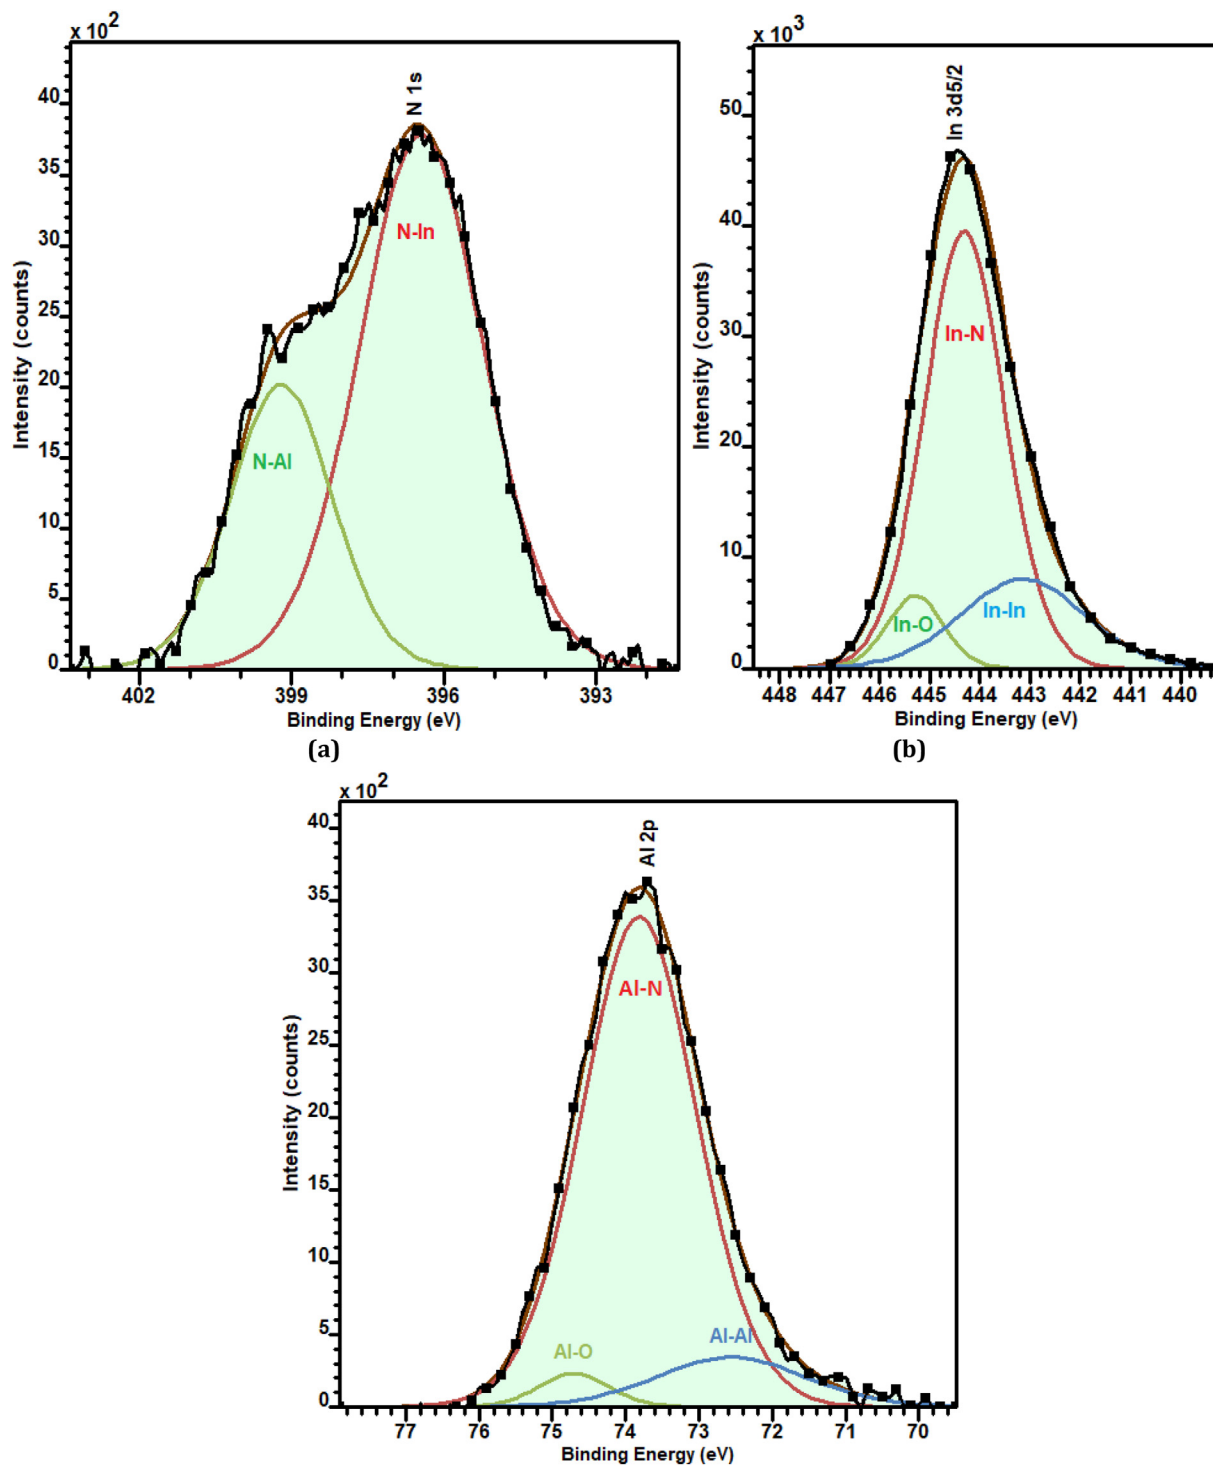 x 10²
N 1s
40
35
30
25
20
15
10
5
0
Intensity (counts)
N-In
N-Al
402
399
396
393
Binding Energy (eV)
(a)
x 10³
In 3d5/2
50
40
30
20
10
0
Intensity (counts)
In-N
In-O
In-In
448
447
446
445
444
443
442
441
440
Binding Energy (eV)
(b)
x 10²
Al 2p
40
35
30
25
20
15
10
5
0
Intensity (counts)
Al-N
Al-O
Al-Al
77
76
75
74
73
72
71
70
Binding Energy (eV)